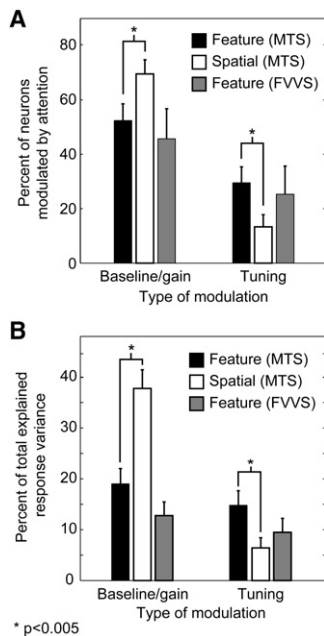 A
Percent of neurons
modulated by attention
80
60
40
20
0
*
*
Feature (MTS)
Spatial (MTS)
Feature (FVVS)
Baseline/gain
Tuning
Type of modulation
B
Percent of total explained
response variance
40
30
20
10
0
*
*
Feature (MTS)
Spatial (MTS)
Feature (FVVS)
Baseline/gain
Tuning
Type of modulation
* p<0.005